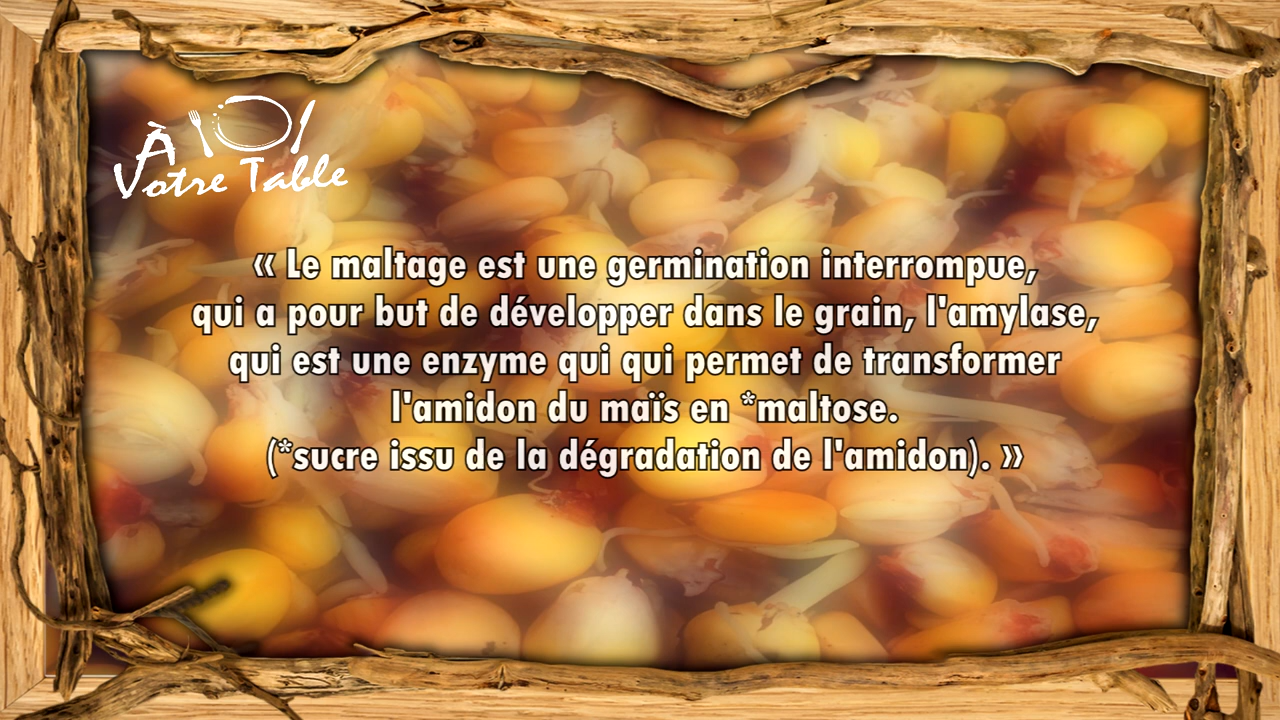 À
Votre Table
« Le maltage est une germination interrompue,
qui a pour but de développer dans le grain, l'amylase,
qui est une enzyme qui qui permet de transformer
l'amidon du maïs en *maltose.
(*sucre issu de la dégradation de l'amidon). »